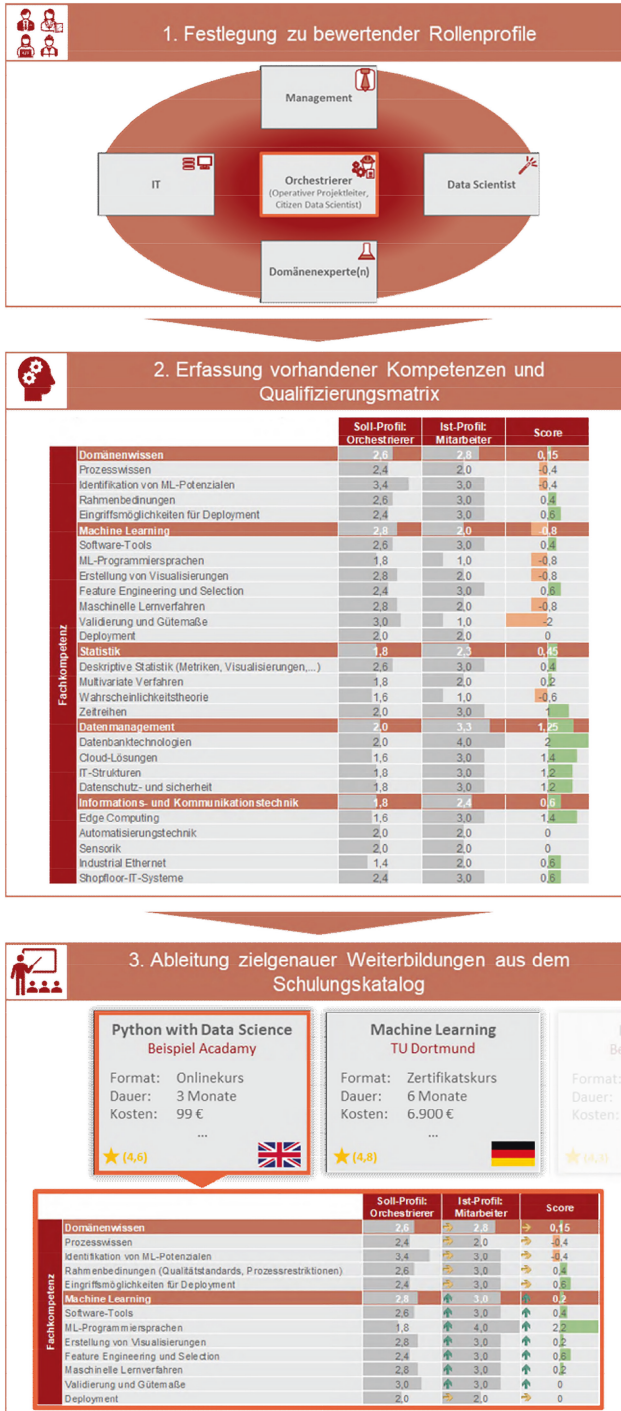 1. Festlegung zu bewertender Rollenprofile
Management
IT
Orchestrierer
(Operativer Projektleiter,
Citizen Data Scientist)
Data Scientist
Domänenexperte(n)
2. Erfassung vorhandener Kompetenzen und
Qualifizierungsmatrix
Soll-Profil: Ist-Profil: Score
Orchestrierer Mitarbeiter
Fachkompetenz
Domänenwissen 2,6 2,8 0,15
Prozesswissen 2,4 2,0 -0,4
Identifikation von ML-Potenzialen 3,4 3,0 -0,4
Rahmenbedinungen 2,6 3,0 0,4
Eingriffsmöglichkeiten für Deployment 2,4 3,0 0,6
Machine Learning 2,8 2,0 -0,8
Software-Tools 2,6 3,0 0,4
ML-Programmiersprachen 1,8 1,0 -0,8
Erstellung von Visualisierungen 2,8 2,0 -0,8
Feature Engineering und Selection 2,4 3,0 0,6
Maschinelle Lernverfahren 2,8 2,0 -0,8
Validierung und Gütemaße 3,0 1,0 -2
Deployment 2,0 2,0 0
Statistik 1,8 2,3 0,45
Deskriptive Statistik (Metriken, Visualisierungen,...) 2,6 3,0 0,4
Multivariate Verfahren 1,8 2,0 0,2
Wahrscheinlichkeitstheorie 1,6 1,0 -0,6
Zeitreihen 2,0 3,0 1
Datenmanagement 2,0 3,3 1,25
Datenbanktechnologien 2,0 4,0 2
Cloud-Lösungen 1,6 3,0 1,4
IT-Strukturen 1,8 3,0 1,2
Datenschutz- und sicherheit 1,8 3,0 1,2
Informations- und Kommunikationstechnik 1,8 2,4 0,6
Edge Computing 1,6 3,0 1,4
Automatisierungstechnik 2,0 2,0 0
Sensorik 2,0 2,0 0
Industrial Ethernet 1,4 2,0 0,6
Shopfloor-IT-Systeme 2,4 3,0 0,6
3. Ableitung zielgenauer Weiterbildungen aus dem
Schulungskatalog
Python with Data Science
Beispiel Acadamy
Format: Onlinekurs
Dauer: 3 Monate
Kosten: 99 €
...
(4,6)
Machine Learning
TU Dortmund
Format: Zertifikatskurs
Dauer: 6 Monate
Kosten: 6.900 €
...
(4,8)
Be
Format:
Dauer:
Kosten:
Soll-Profil: Ist-Profil: Score
Orchestrierer Mitarbeiter
Fachkompetenz
Domänenwissen 2,6 2,8 0,15
Prozesswissen 2,4 2,0 -0,4
Identifikation von ML-Potenzialen 3,4 3,0 -0,4
Rahmenbedingungen (Qualitätstandards, Prozessrestriktionen) 2,6 3,0 0,4
Eingriffsmöglichkeiten für Deployment 2,4 3,0 0,6
Machine Learning 2,8 3,0 0,2
Software-Tools 2,6 3,0 0,4
ML-Programmiersprachen 1,8 4,0 2,2
Erstellung von Visualisierungen 2,8 3,0 0,2
Feature Engineering und Selection 2,4 3,0 0,6
Maschinelle Lernverfahren 2,8 3,0 0,2
Validierung und Gütemaße 3,0 3,0 0
Deployment 2,0 2,0 0